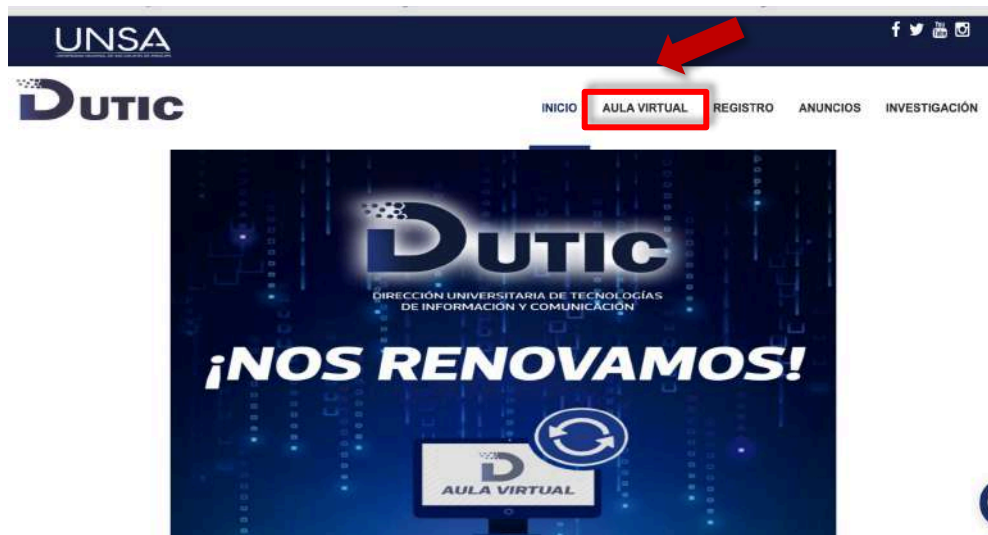 UNSA
DUTIC
INICIO AULA VIRTUAL REGISTRO ANUNCIOS INVESTIGACIÓN
DUTIC
DIRECCIÓN UNIVERSITARIA DE TECNOLOGÍAS
DE INFORMACIÓN Y COMUNICACIÓN
¡NOS RENOVAMOS!
D
AULA VIRTUAL